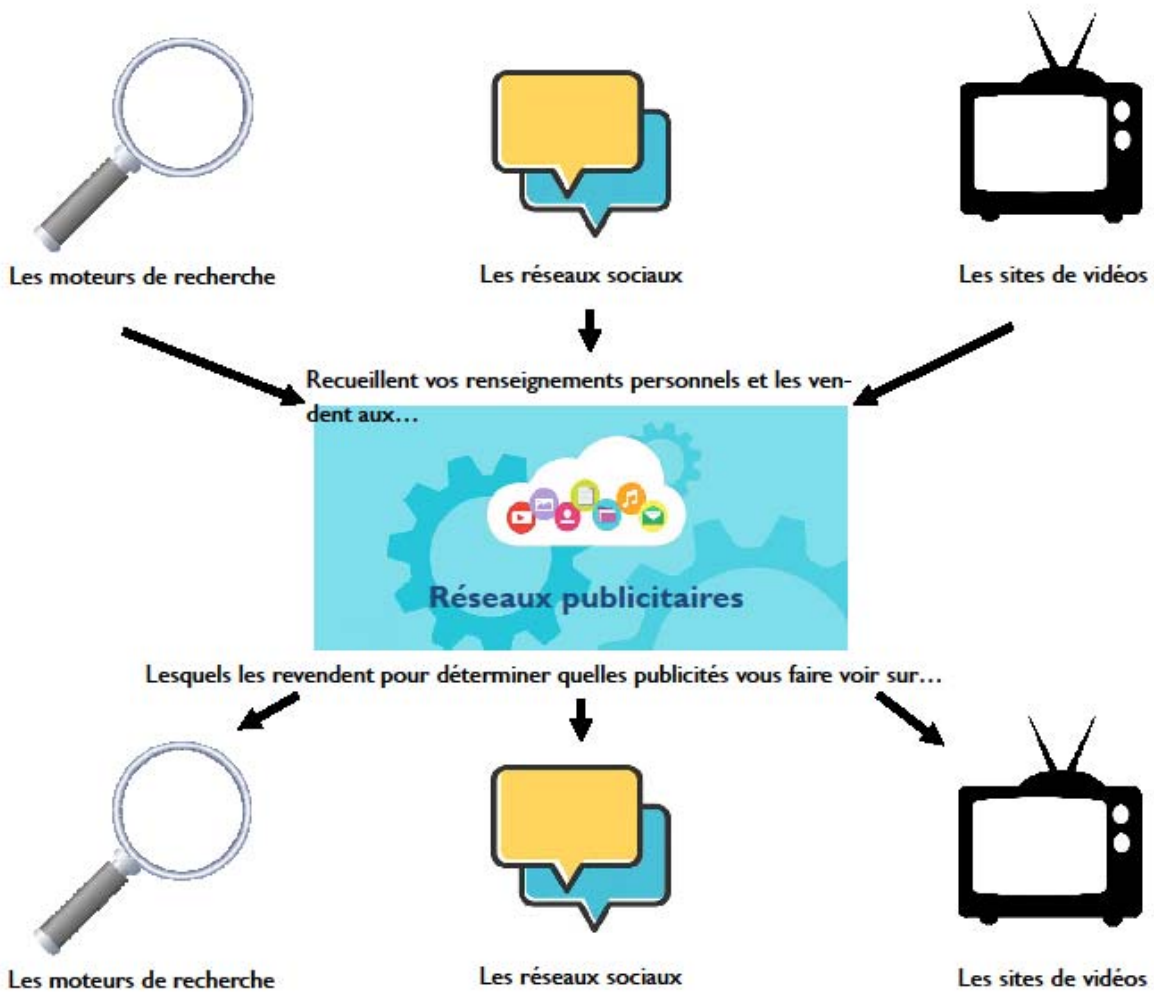 Les moteurs de recherche
Les réseaux sociaux
Les sites de vidéos
Recueillent vos renseignements personnels et les ven-
dent aux…
Réseaux publicitaires
Lesquels les revendent pour déterminer quelles publicités vous faire voir sur…
Les moteurs de recherche
Les réseaux sociaux
Les sites de vidéos